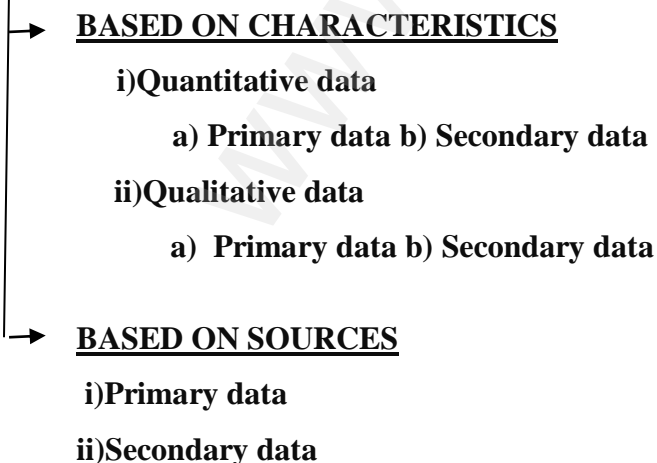 BASED ON CHARACTERISTICS
i)Quantitative data
a) Primary data b) Secondary data
ii)Qualitative data
a) Primary data b) Secondary data
BASED ON SOURCES
i)Primary data
ii)Secondary data